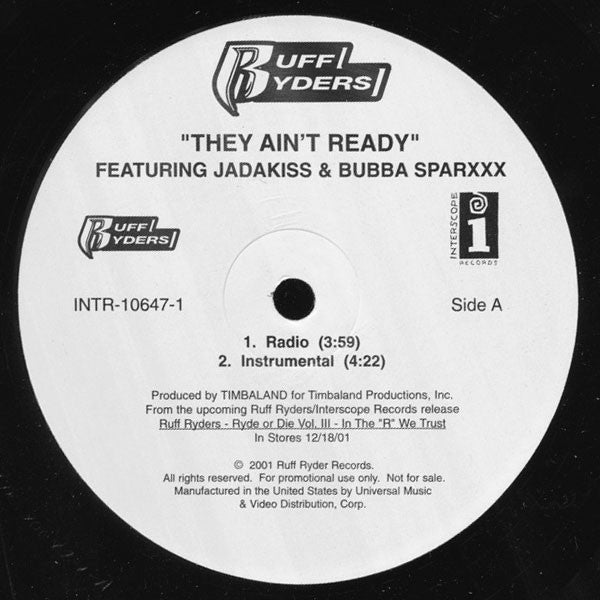 RUFF
RYDERS
"THEY AIN'T READY"
FEATURING JADAKISS & BUBBA SPARXXX
RUFF
RYDERS
INTERSCOPE
RECORDS
INTR-10647-1
Side A
1. Radio (3:59)
2. Instrumental (4:22)
Produced by TIMBALAND for Timbaland Productions, Inc.
From the upcoming Ruff Ryders/Interscope Records release
Ruff Ryders - Ryde or Die Vol. III - In The "R" We Trust
In Stores 12/18/01
© 2001 Ruff Ryder Records.
All rights reserved. For promotional use only. Not for sale.
Manufactured in the United States by Universal Music
& Video Distribution, Corp.